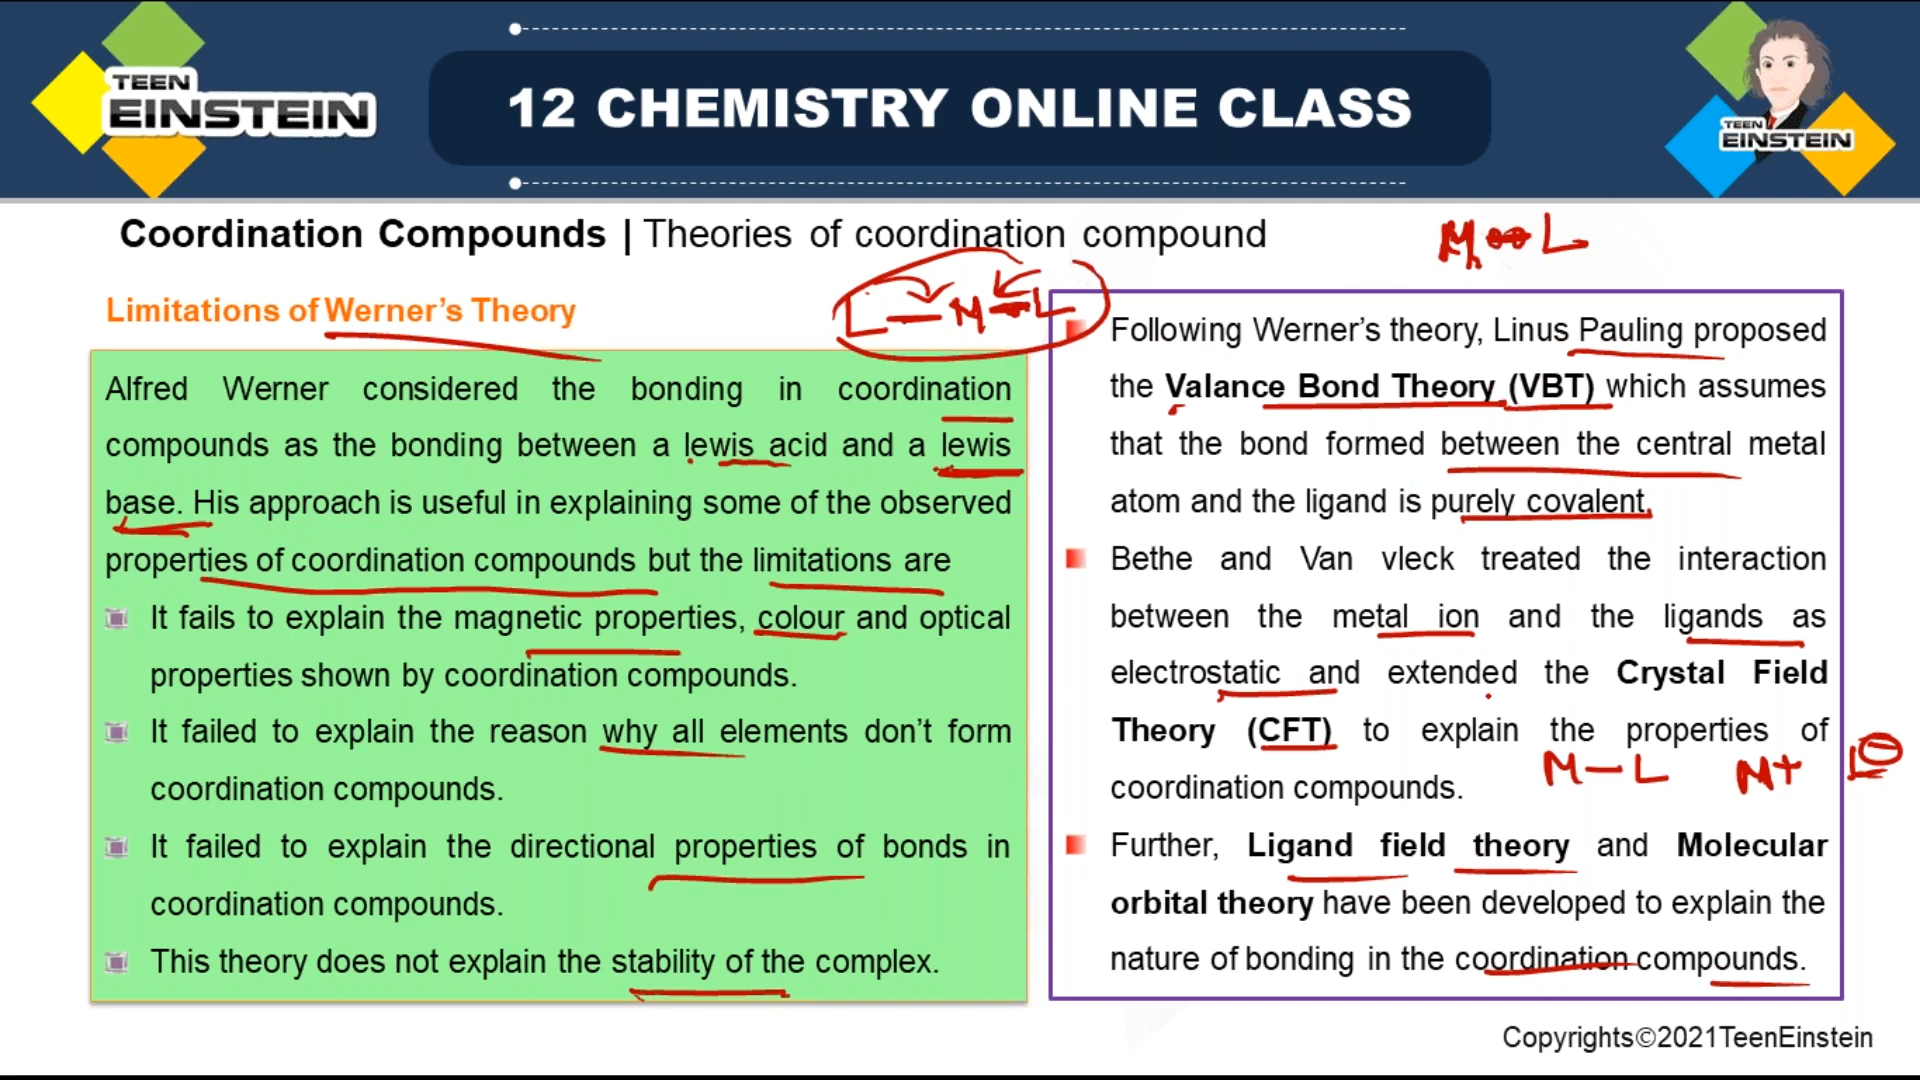 TEEN
EINSTEIN
12 CHEMISTRY ONLINE CLASS
TEEN
EINSTEIN
Coordination Compounds | Theories of coordination compound
M L
Limitations of Werner's Theory
L — M — L
Alfred Werner considered the bonding in coordination
compounds as the bonding between a lewis acid and a lewis
base. His approach is useful in explaining some of the observed
properties of coordination compounds but the limitations are
It fails to explain the magnetic properties, colour and optical
properties shown by coordination compounds.
It failed to explain the reason why all elements don't form
coordination compounds.
It failed to explain the directional properties of bonds in
coordination compounds.
This theory does not explain the stability of the complex.
Following Werner's theory, Linus Pauling proposed
the Valance Bond Theory (VBT) which assumes
that the bond formed between the central metal
atom and the ligand is purely covalent.
Bethe and Van vleck treated the interaction
between the metal ion and the ligands as
electrostatic and extended the Crystal Field
Theory (CFT) to explain the properties of
coordination compounds.
M — L M+ L⊖
Further, Ligand field theory and Molecular
orbital theory have been developed to explain the
nature of bonding in the coordination compounds.
Copyrights©2021TeenEinstein